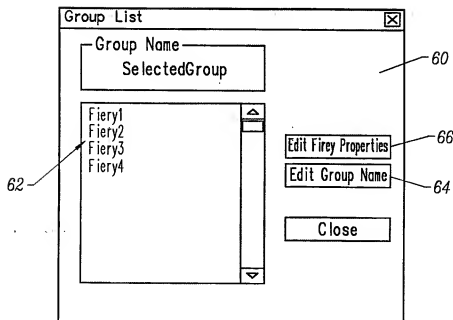 Group List
Group Name
SelectedGroup
60
Fiery1
Fiery2
Fiery3
Fiery4
62
Edit Firey Properties
66
Edit Group Name
64
Close